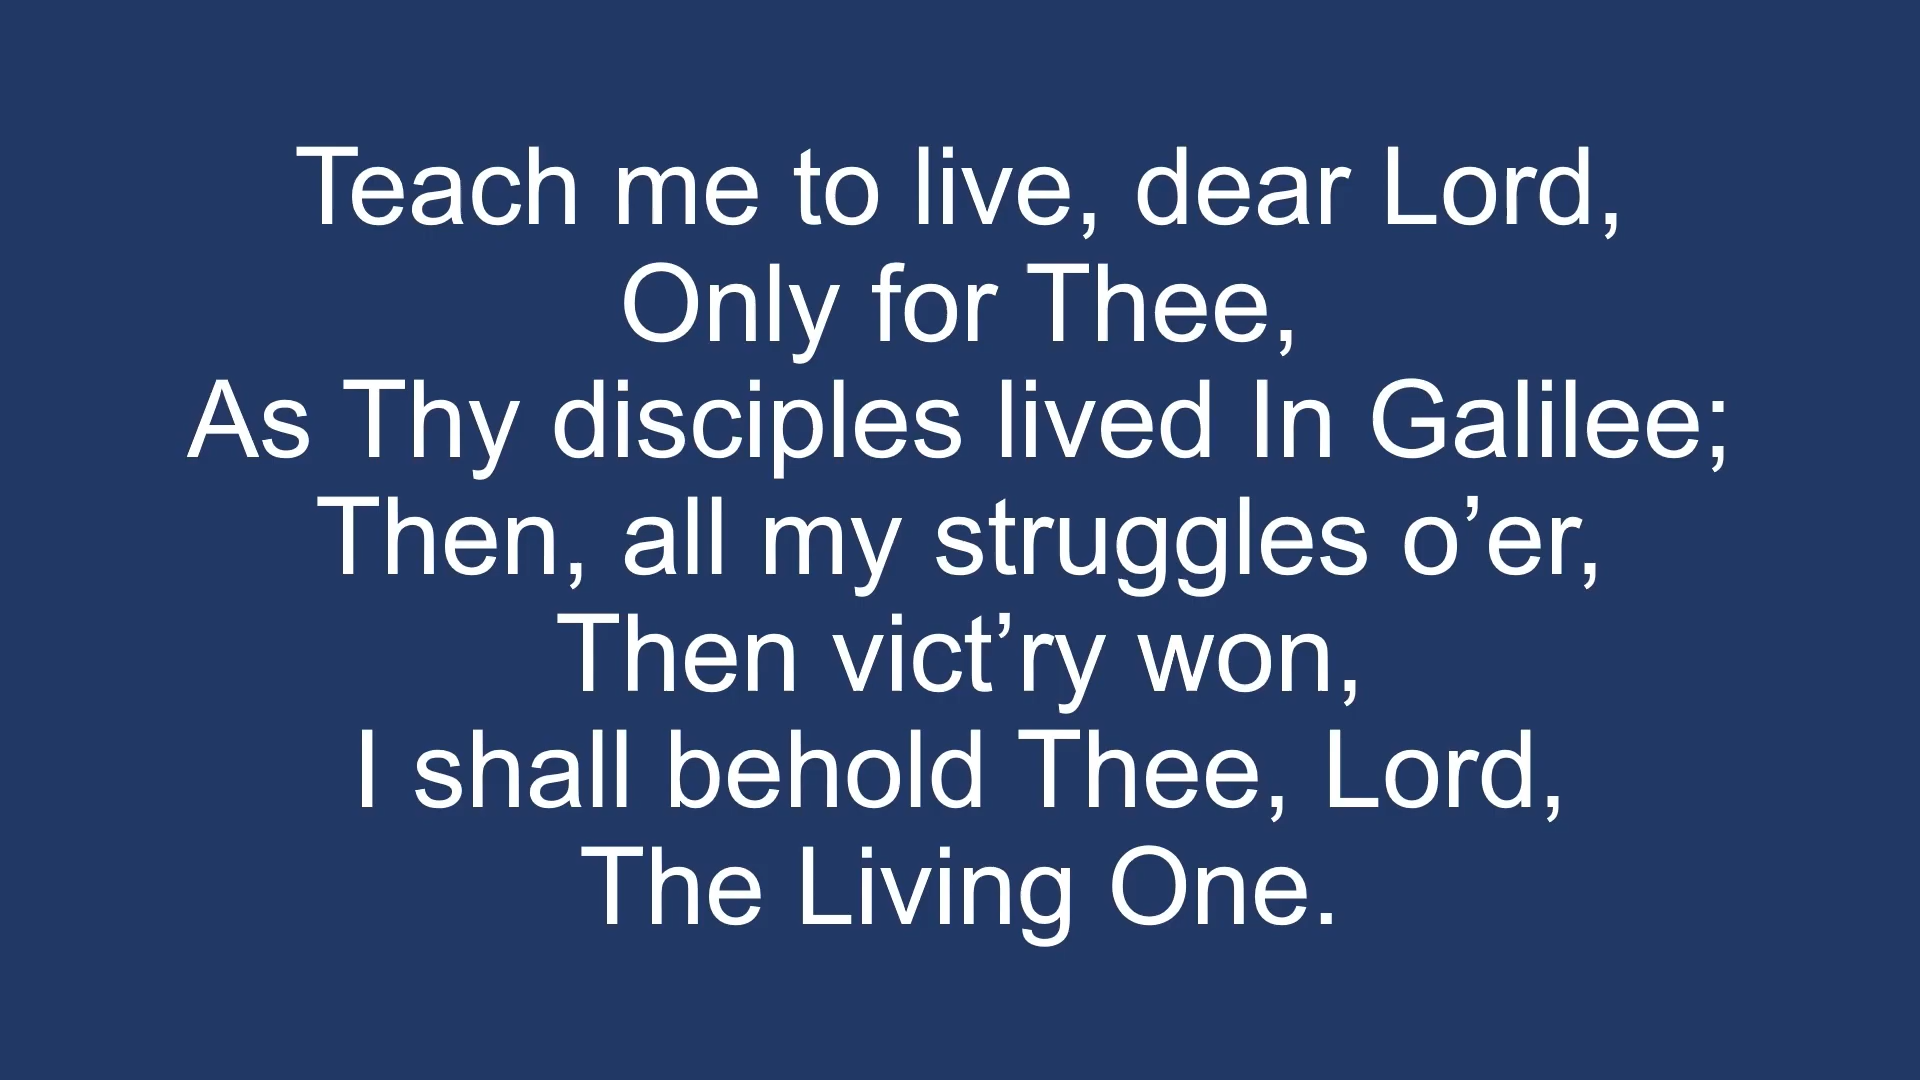 Teach me to live, dear Lord,
Only for Thee,
As Thy disciples lived In Galilee;
Then, all my struggles o’er,
Then vict’ry won,
I shall behold Thee, Lord,
The Living One.